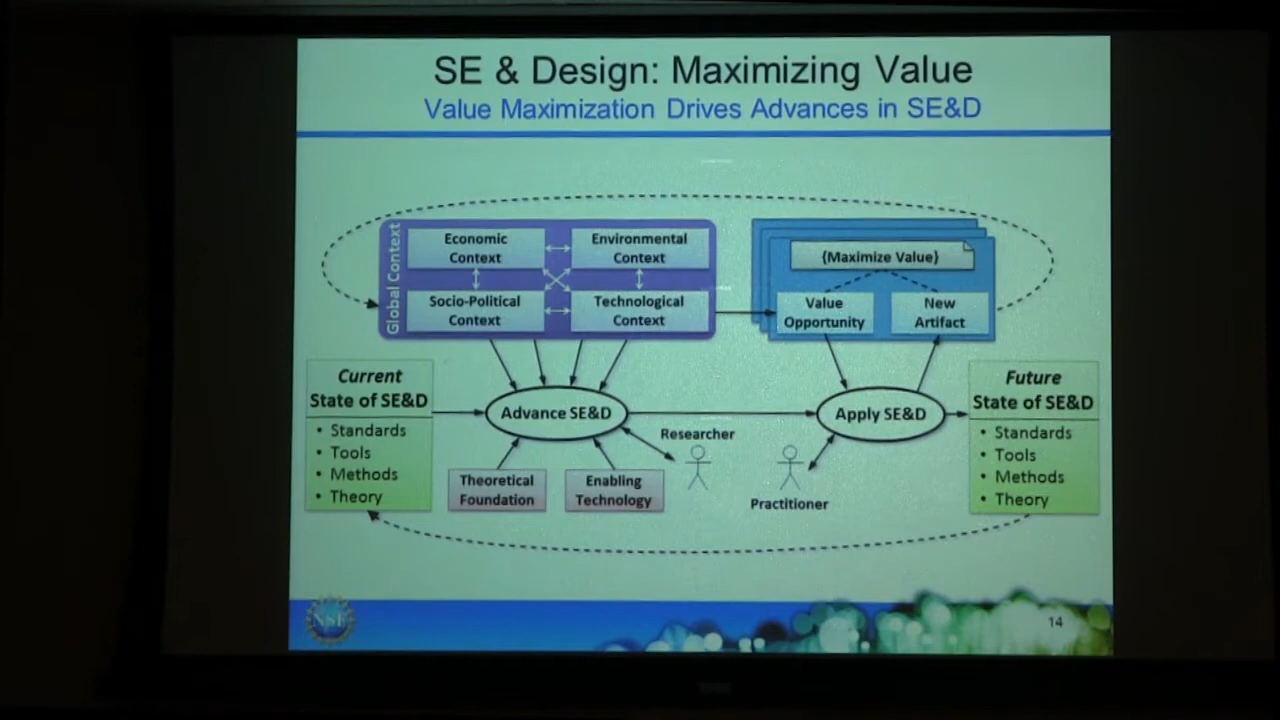 SE & Design: Maximizing Value
Value Maximization Drives Advances in SE&D
Global Context
Economic
Context
Environmental
Context
Socio-Political
Context
Technological
Context
{Maximize Value}
Value
Opportunity
New
Artifact
Current
State of SE&D
• Standards
• Tools
• Methods
• Theory
Advance SE&D
Apply SE&D
Future
State of SE&D
• Standards
• Tools
• Methods
• Theory
Researcher
Theoretical
Foundation
Enabling
Technology
Practitioner
NSF
14